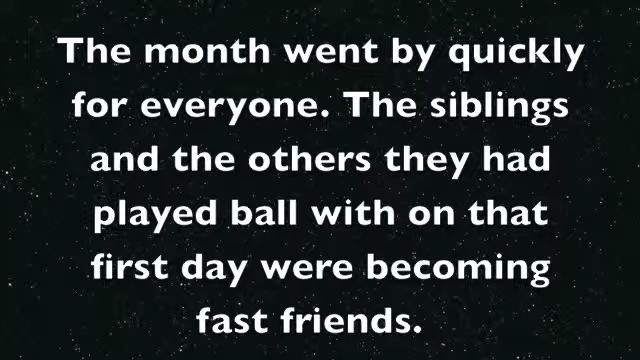 The month went by quickly
for everyone. The siblings
and the others they had
played ball with on that
first day were becoming
fast friends.